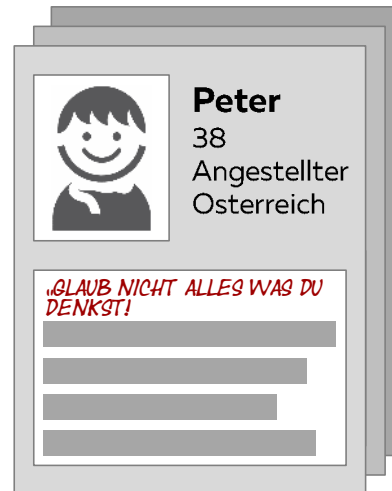 Peter
38
Angestellter
Osterreich
„GLAUB NICHT ALLES WAS DU
DENKST!